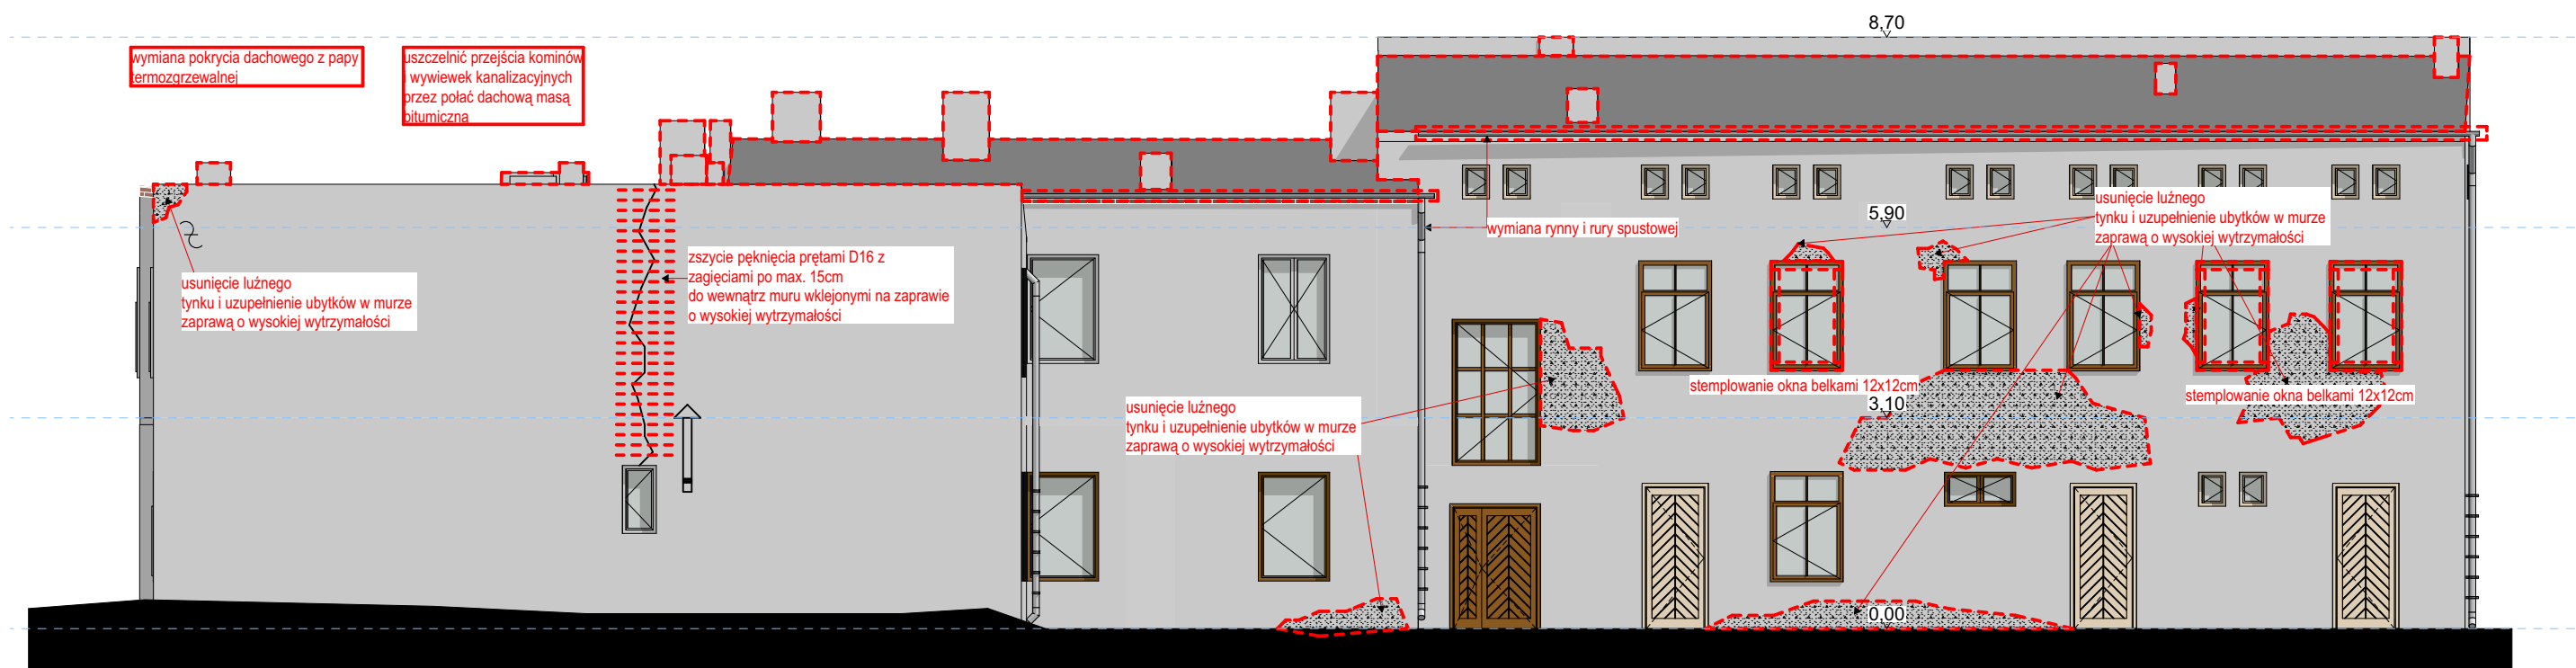 8,70
wymiana pokrycia dachowego z papy
termozgrzewalnej
uszczelnić przejścia kominów
i wywiewek kanalizacyjnych
przez połać dachową masą
bitumiczna
usunięcie luźnego
tynku i uzupełnienie ubytków w murze
zaprawą o wysokiej wytrzymałości
5,90
wymiana rynny i rury spustowej
zszycie pęknięcia prętami D16 z
zagięciami po max. 15cm
do wewnątrz muru wklejonymi na zaprawie
o wysokiej wytrzymałości
usunięcie luźnego
tynku i uzupełnienie ubytków w murze
zaprawą o wysokiej wytrzymałości
stemplowanie okna belkami 12x12cm
stemplowanie okna belkami 12x12cm
3,10
usunięcie luźnego
tynku i uzupełnienie ubytków w murze
zaprawą o wysokiej wytrzymałości
0,00